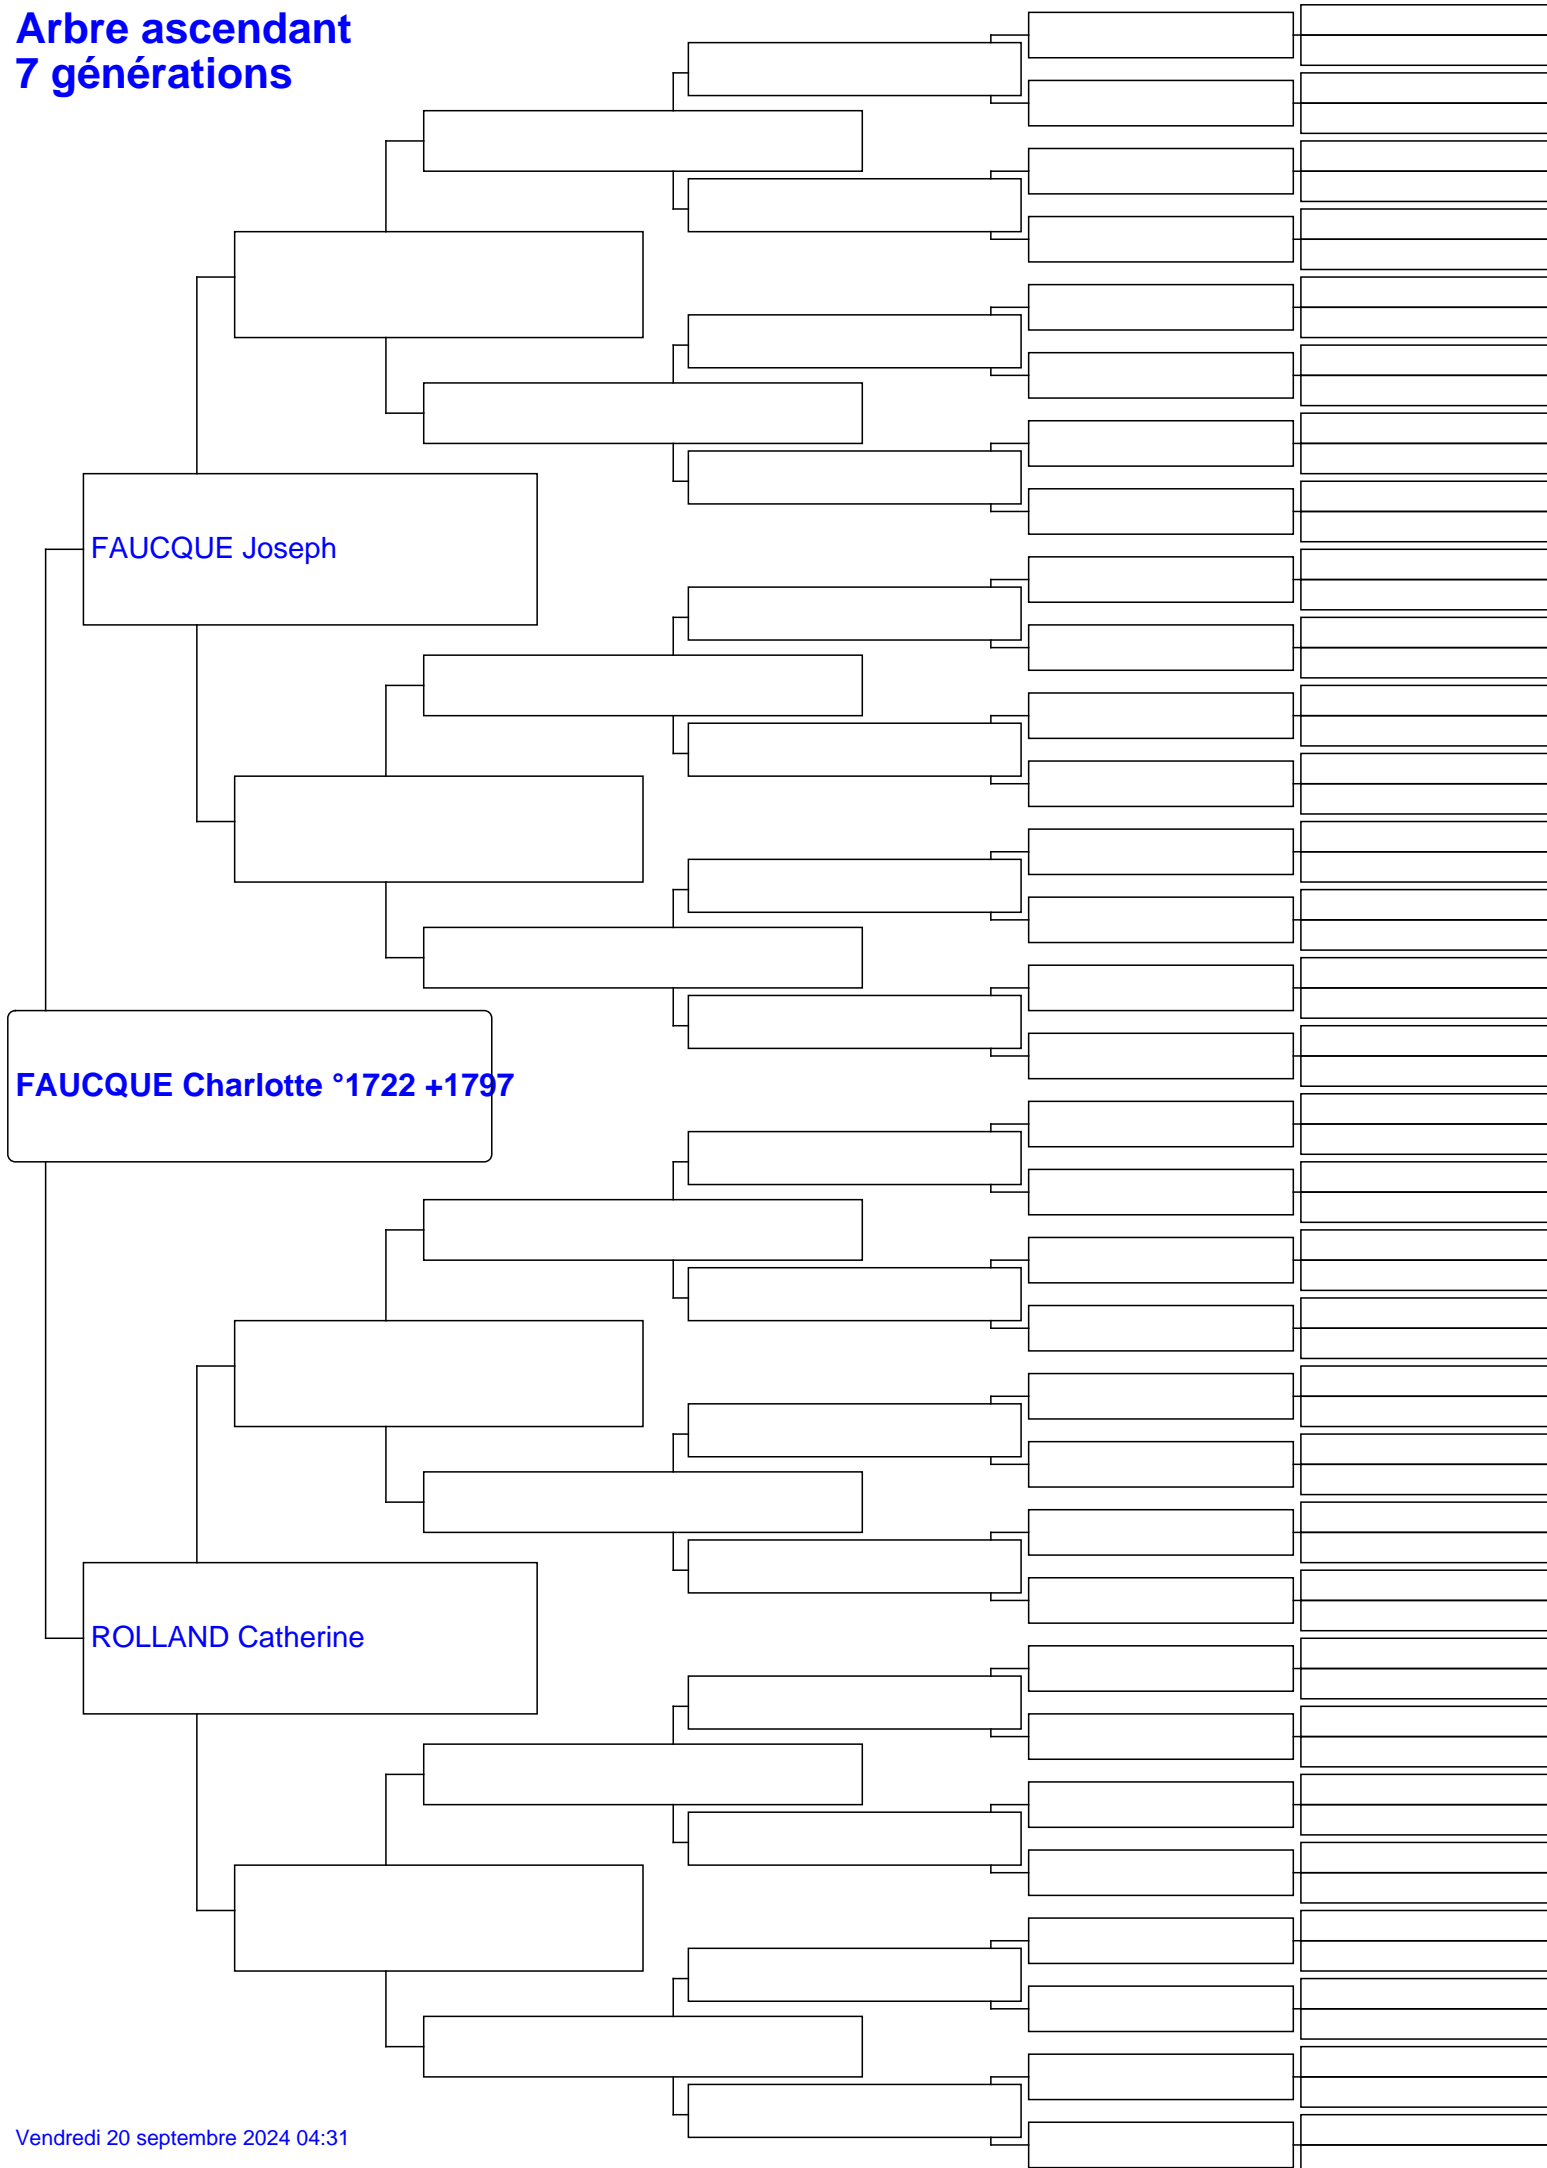 Arbre ascendant
7 générations
FAUCQUE Joseph
FAUCQUE Charlotte °1722 +1797
ROLLAND Catherine
Vendredi 20 septembre 2024 04:31